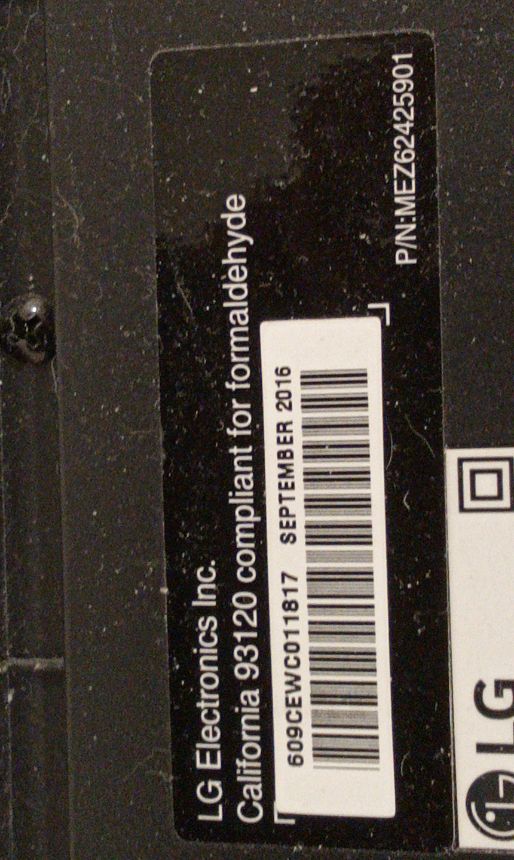 LG Electronics Inc.
California 93120 compliant for formaldehyde
609CEWC011817 SEPTEMBER 2016
P/N:MEZ62425901
LG